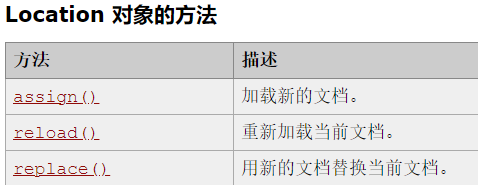 Location 对象的方法
方法 描述
assign() 加载新的文档。
reload() 重新加载当前文档。
replace() 用新的文档替换当前文档。